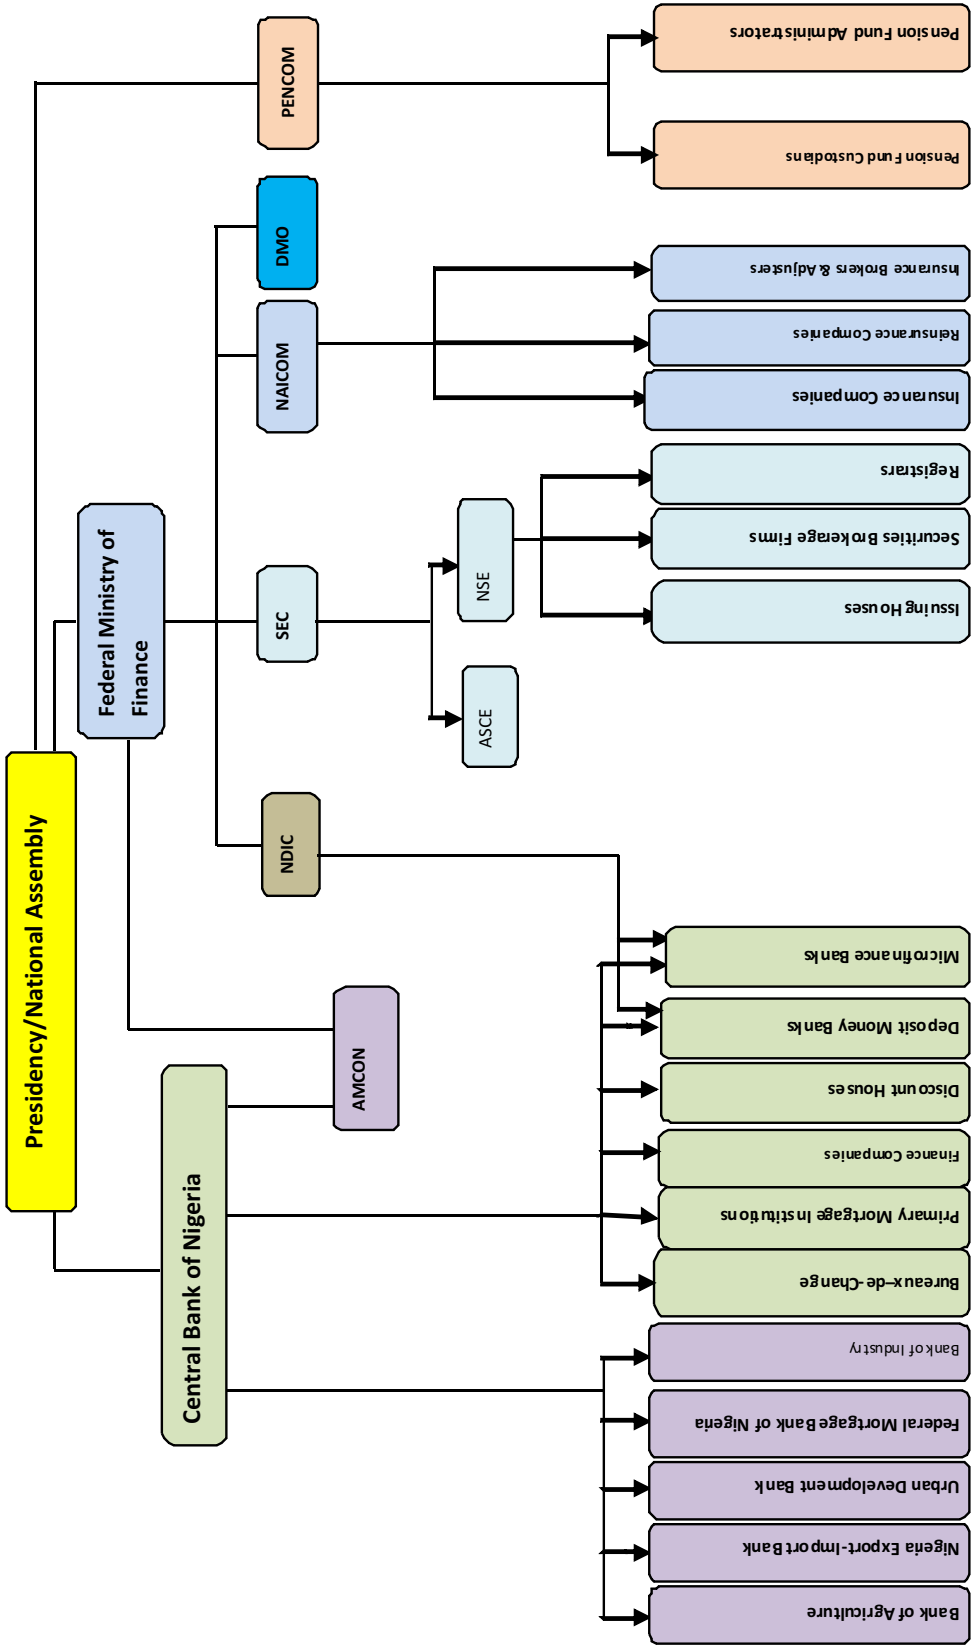 Presidency/National Assembly
Central Bank of Nigeria
Federal Ministry of
Finance
AMCON
NDIC
SEC
NAICOM
DMO
PENCOM
ASCE
NSE
Bank of Agriculture
Nigeria Export-Import Bank
Urban Development Bank
Federal Mortgage Bank of Nigeria
Bank of Industry
Bureaux–de-Change
Primary Mortgage Institutions
Finance Companies
Discount Houses
Deposit Money Banks
Microfinance Banks
Issuing Houses
Securities Brokerage Firms
Registrars
Insurance Companies
Reinsurance Companies
Insurance Brokers & Adjusters
Pension Fund Custodians
Pension Fund Administrators